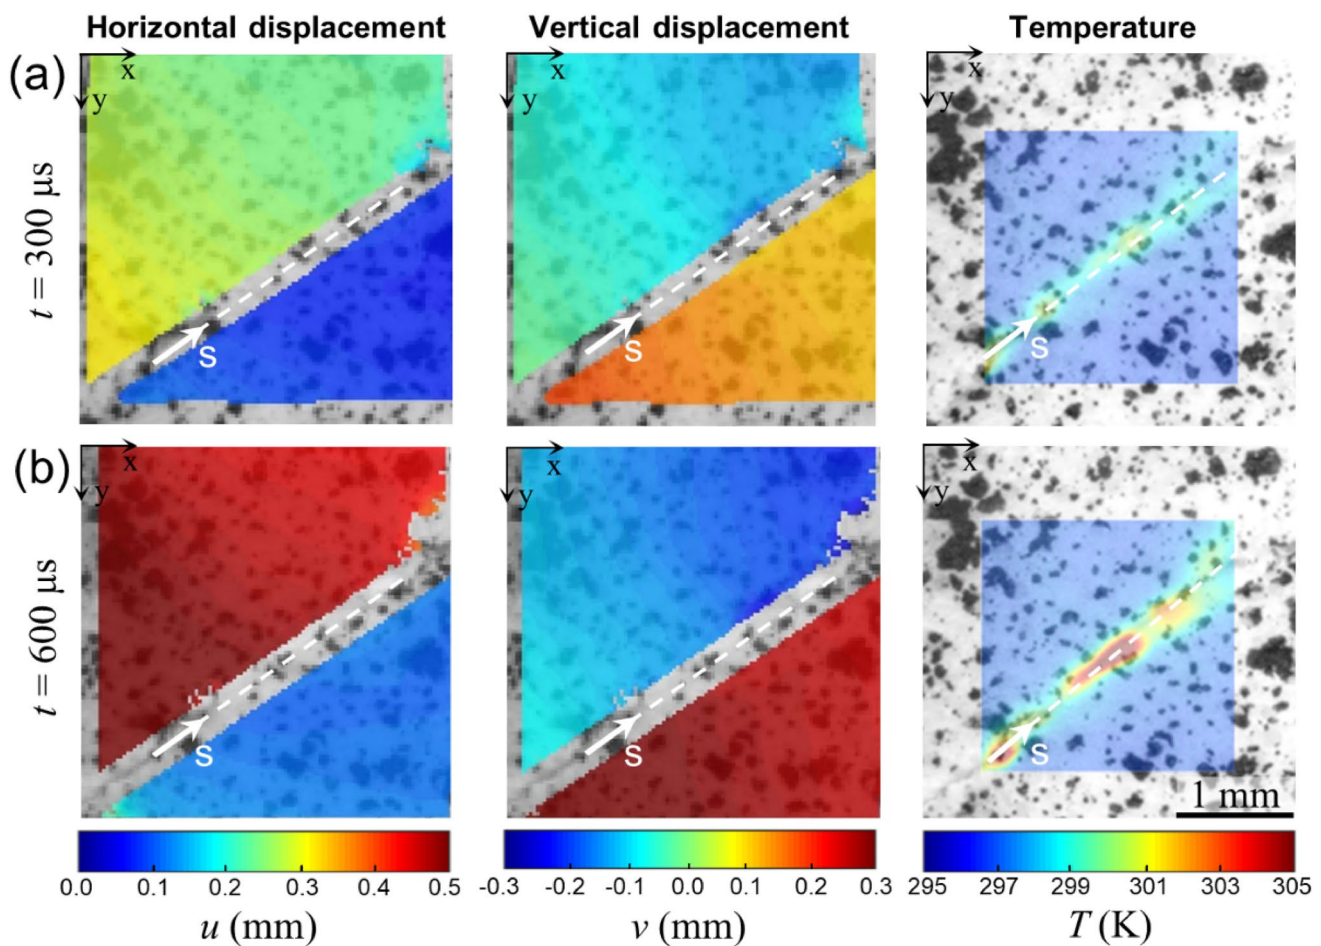 Horizontal displacement Vertical displacement Temperature
(a) x x x
y y y
t = 300 µs
S S S
(b) x x x
y y y
t = 600 µs
S S S
1 mm
0.0 0.1 0.2 0.3 0.4 0.5 -0.3 -0.2 -0.1 0.0 0.1 0.2 0.3 295 297 299 301 303 305
u (mm) v (mm) T (K)